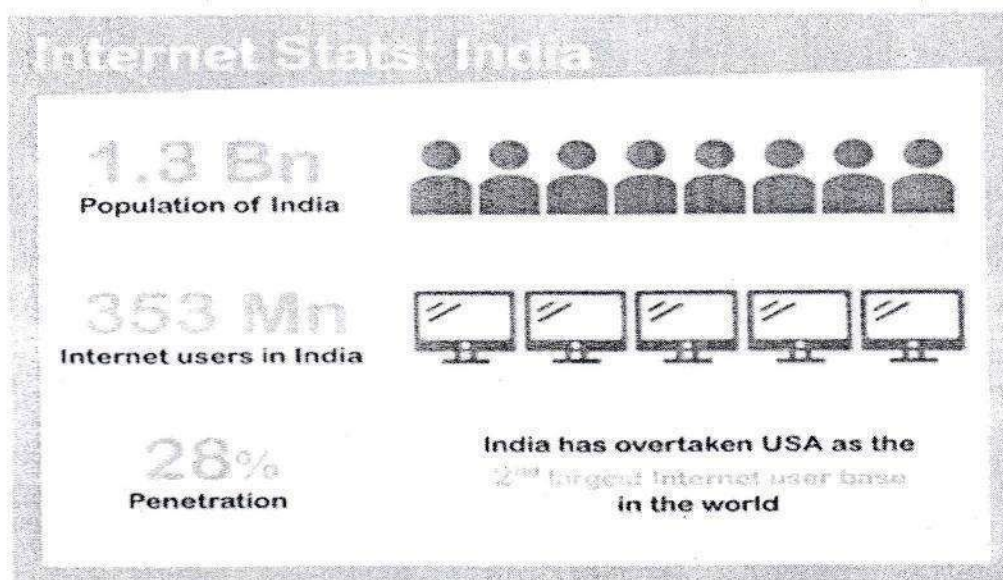 Internet Stats: India
1.3 Bn
Population of India
353 Mn
Internet users in India
28%
Penetration
India has overtaken USA as the
2nd largest Internet user base
in the world